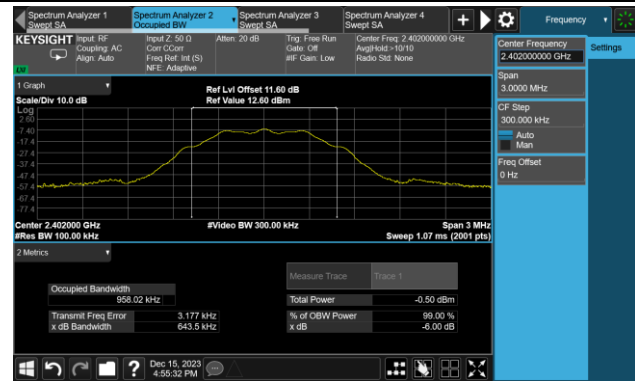 Spectrum Analyzer 1
Swept SA
Spectrum Analyzer 2
Occupied BW
Spectrum Analyzer 3
Swept SA
Spectrum Analyzer 4
Swept SA
Frequency
KEYSIGHT
Input: RF
Coupling: AC
Align: Auto
Input Z: 50 Ω
Corr CCorr
Freq Ref: Int (S)
NFE: Adaptive
Atten: 20 dB
Trig: Free Run
Gate: Off
#IF Gain: Low
Center Freq: 2.402000000 GHz
Avg|Hold:>10/10
Radio Std: None
Center Frequency
2.402000000 GHz
Settings
Span
3.0000 MHz
CF Step
300.000 kHz
Auto
Man
Freq Offset
0 Hz
1 Graph
Scale/Div 10.0 dB
Ref Lvl Offset 11.60 dB
Ref Value 12.60 dBm
Log
2.60
-7.40
-17.4
-27.4
-37.4
-47.4
-57.4
-67.4
-77.4
Center 2.402000 GHz
#Res BW 100.00 kHz
#Video BW 300.00 kHz
Span 3 MHz
Sweep 1.07 ms (2001 pts)
2 Metrics
Measure Trace
Trace 1
Occupied Bandwidth
958.02 kHz
Total Power
-0.50 dBm
Transmit Freq Error
3.177 kHz
% of OBW Power
99.00 %
x dB Bandwidth
643.5 kHz
x dB
-6.00 dB
Dec 15, 2023
4:55:32 PM